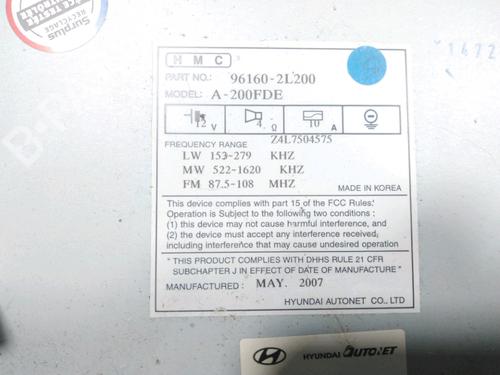 Surplus
RECYCLAGE
1472
HMC
PART NO.: 96160-2L200
MODEL: A-200FDE
12 V 4 Ω 10 A
Z4L7504575
FREQUENCY RANGE
LW 153-279 KHZ
MW 522-1620 KHZ
FM 87.5-108 MHZ
MADE IN KOREA
This device complies with part 15 of the FCC Rules.
Operation is Subject to the following two conditions :
(1) this device may not cause harmful interference, and
(2) the device must accept any interference received,
including interference that may cause undesired operation
" THIS PRODUCT COMPLIES WITH DHHS RULE 21 CFR
SUBCHAPTER J IN EFFECT OF DATE OF MANUFACTURE "
MANUFACTURED : MAY. 2007
HYUNDAI AUTONET CO., LTD
HYUNDAI AUTONET